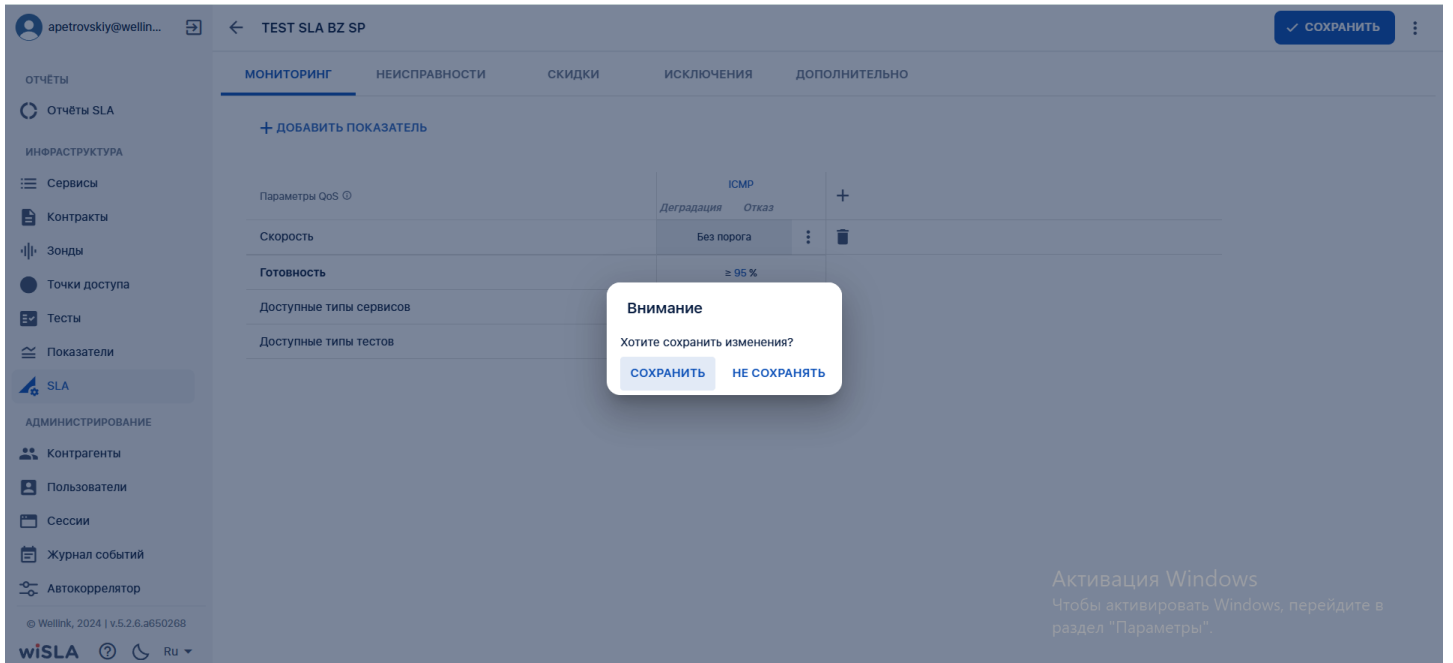 apetrovskiy@wellin...
ОТЧЁТЫ
Отчёты SLA
ИНФРАСТРУКТУРА
Сервисы
Контракты
Зонды
Точки доступа
Тесты
Показатели
SLA
АДМИНИСТРИРОВАНИЕ
Контрагенты
Пользователи
Сессии
Журнал событий
Автокоррелятор
© Wellink, 2024 | v.5.2.6.a650268
wiSLA Ru
TEST SLA BZ SP
СОХРАНИТЬ
МОНИТОРИНГ НЕИСПРАВНОСТИ СКИДКИ ИСКЛЮЧЕНИЯ ДОПОЛНИТЕЛЬНО
+ ДОБАВИТЬ ПОКАЗАТЕЛЬ
Параметры QoS
ICMP
Деградация Отказ
+
Скорость Без порога
Готовность ≥ 95 %
Доступные типы сервисов
Доступные типы тестов
Внимание
Хотите сохранить изменения?
СОХРАНИТЬ НЕ СОХРАНЯТЬ
Активация Windows
Чтобы активировать Windows, перейдите в
раздел "Параметры".